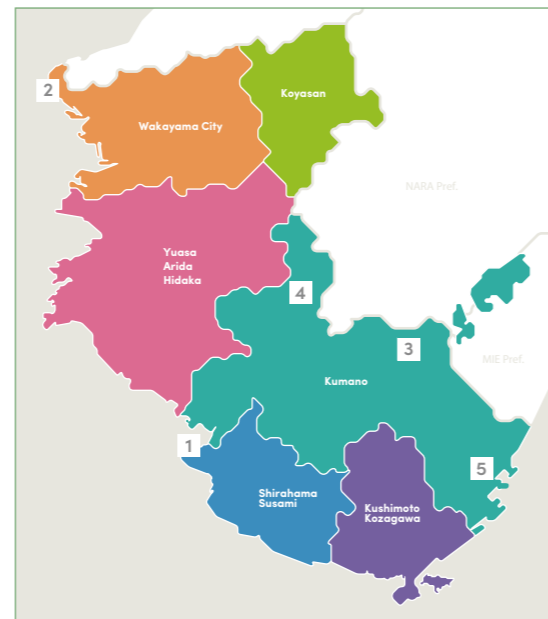 2
Koyasan
Wakayama City
NARA Pref.
Yuasa
Arida
Hidaka
4
3
MIE Pref.
Kumano
1
5
Shirahama
Susami
Kushimoto
Kozagawa